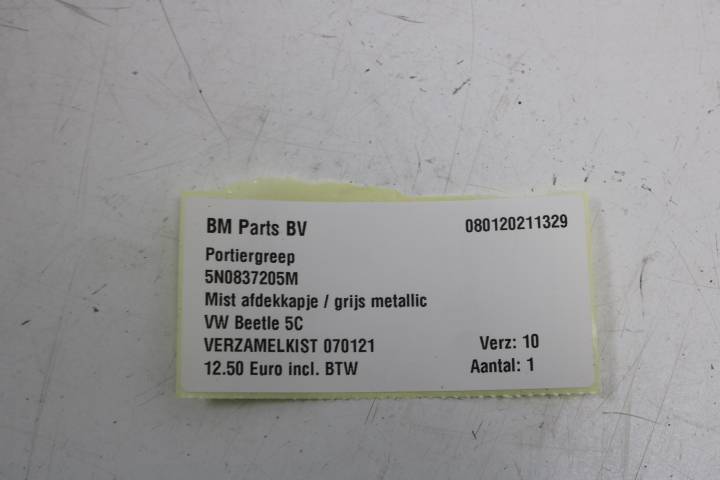 BM Parts BV 080120211329
Portiergreep
5N0837205M
Mist afdekkapje / grijs metallic
VW Beetle 5C
VERZAMELKIST 070121 Verz: 10
12.50 Euro incl. BTW Aantal: 1